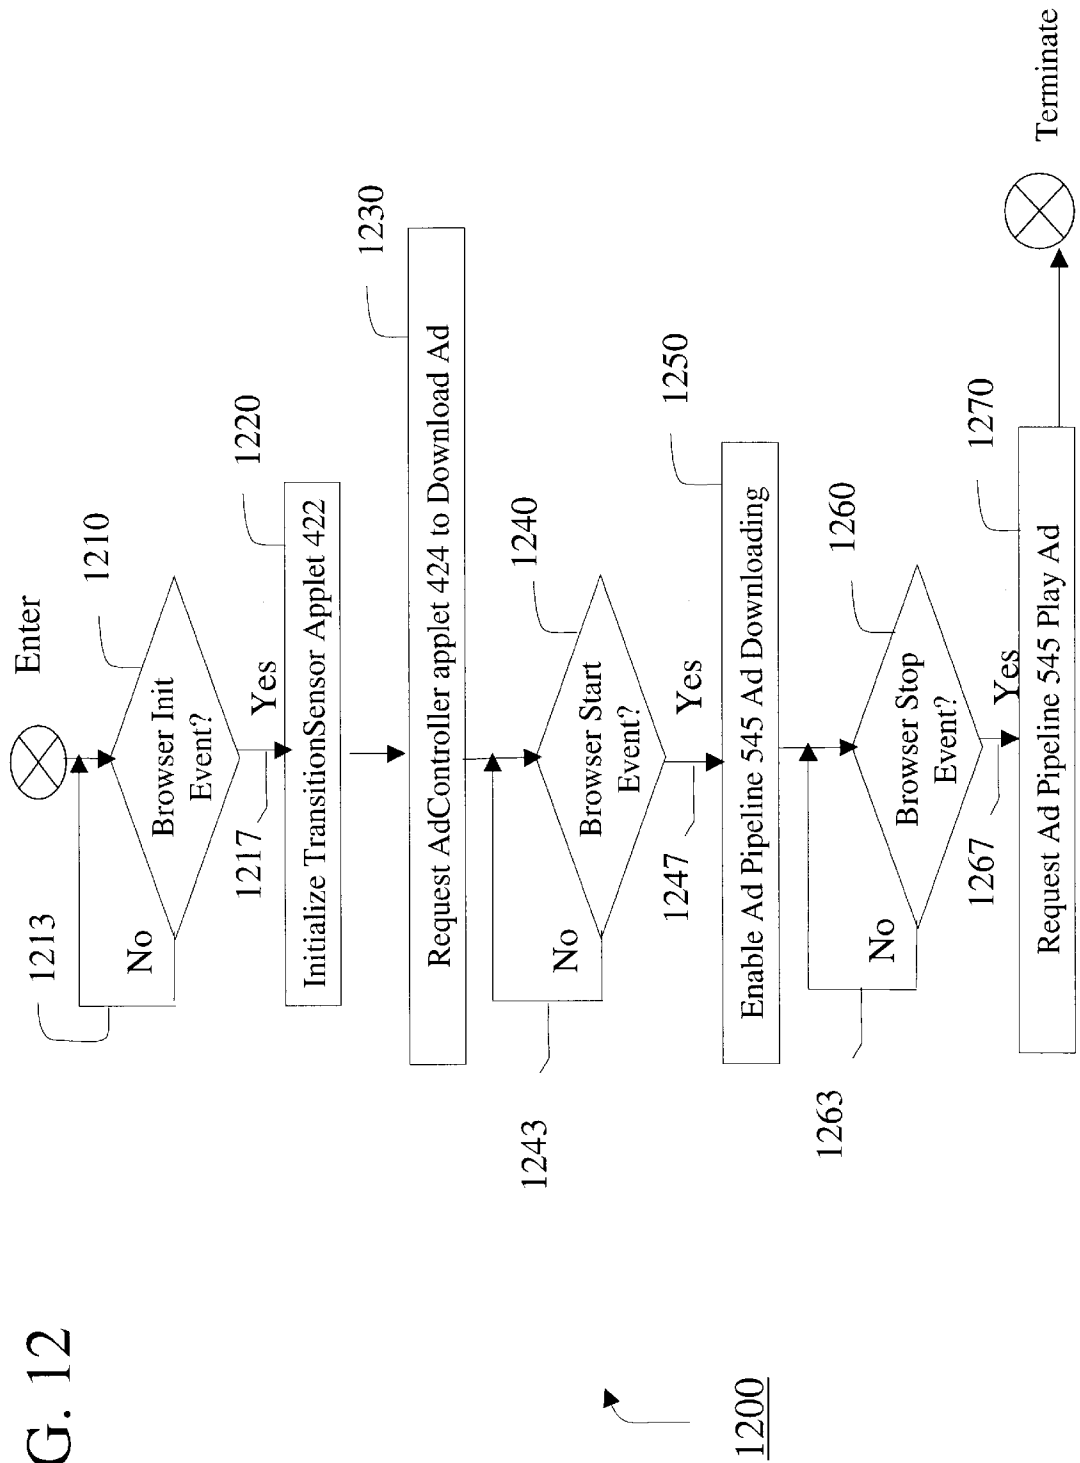 G. 12
1200
Enter
1210
Browser Init
Event?
1213
No
1217
Yes
1220
Initialize TransitionSensor Applet 422
1230
Request AdController applet 424 to Download Ad
1240
Browser Start
Event?
1243
No
1247
Yes
1250
Enable Ad Pipeline 545 Ad Downloading
1260
Browser Stop
Event?
1263
No
1267
Yes
1270
Request Ad Pipeline 545 Play Ad
Terminate